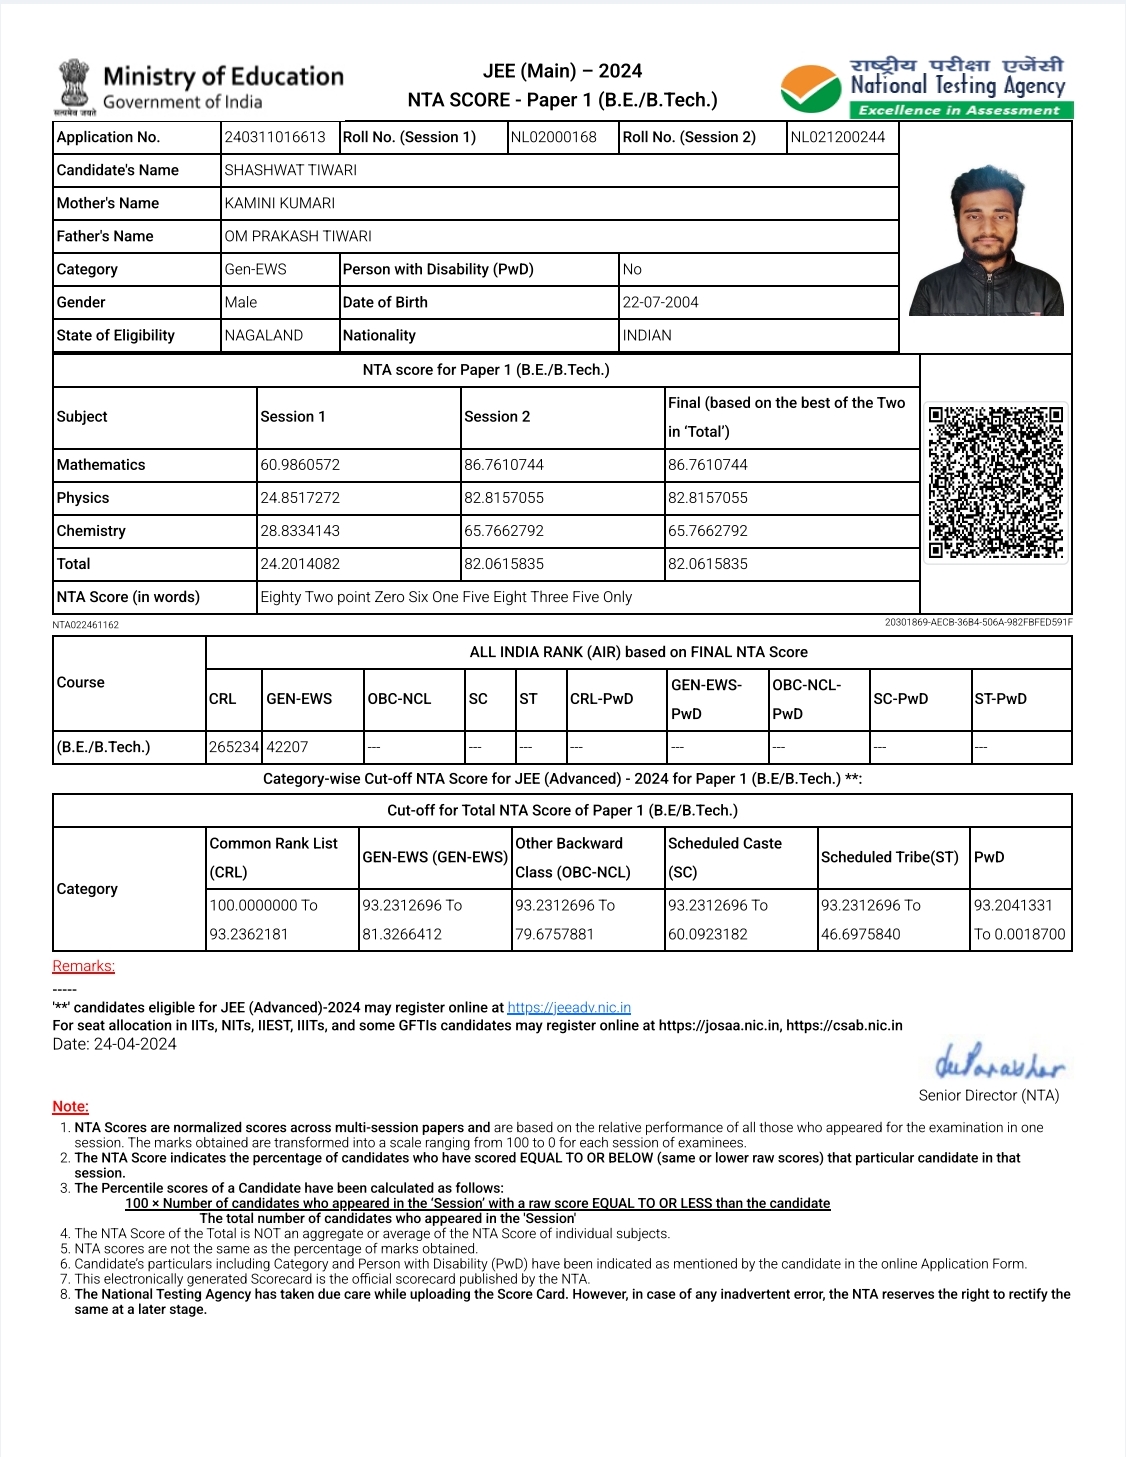 Ministry of Education
Government of India
सत्यमेव जयते
JEE (Main) – 2024
NTA SCORE - Paper 1 (B.E./B.Tech.)
राष्ट्रीय परीक्षा एजेंसी
National Testing Agency
Excellence in Assessment
Application No. 240311016613 Roll No. (Session 1) NL02000168 Roll No. (Session 2) NL021200244
Candidate's Name SHASHWAT TIWARI
Mother's Name KAMINI KUMARI
Father's Name OM PRAKASH TIWARI
Category Gen-EWS Person with Disability (PwD) No
Gender Male Date of Birth 22-07-2004
State of Eligibility NAGALAND Nationality INDIAN
NTA score for Paper 1 (B.E./B.Tech.)
Subject Session 1 Session 2 Final (based on the best of the Two
in ‘Total’)
Mathematics 60.9860572 86.7610744 86.7610744
Physics 24.8517272 82.8157055 82.8157055
Chemistry 28.8334143 65.7662792 65.7662792
Total 24.2014082 82.0615835 82.0615835
NTA Score (in words) Eighty Two point Zero Six One Five Eight Three Five Only
NTA022461162 20301869-AECB-36B4-506A-982FBFED591F
ALL INDIA RANK (AIR) based on FINAL NTA Score
Course CRL GEN-EWS OBC-NCL SC ST CRL-PwD GEN-EWS-
PwD OBC-NCL-
PwD SC-PwD ST-PwD
(B.E./B.Tech.) 265234 42207 --- --- --- --- --- --- --- ---
Category-wise Cut-off NTA Score for JEE (Advanced) - 2024 for Paper 1 (B.E/B.Tech.) **:
Cut-off for Total NTA Score of Paper 1 (B.E/B.Tech.)
Category
Common Rank List
(CRL) GEN-EWS (GEN-EWS) Other Backward
Class (OBC-NCL) Scheduled Caste
(SC) Scheduled Tribe(ST) PwD
100.0000000 To 93.2312696 To 93.2312696 To 93.2312696 To 93.2312696 To 93.2041331
93.2362181 81.3266412 79.6757881 60.0923182 46.6975840 To 0.0018700
Remarks:
-----
'**' candidates eligible for JEE (Advanced)-2024 may register online at https://jeeadv.nic.in
For seat allocation in IITs, NITs, IIEST, IIITs, and some GFTIs candidates may register online at https://josaa.nic.in, https://csab.nic.in
Date: 24-04-2024
Senior Director (NTA)
Note:
1. NTA Scores are normalized scores across multi-session papers and are based on the relative performance of all those who appeared for the examination in one
session. The marks obtained are transformed into a scale ranging from 100 to 0 for each session of examinees.
2. The NTA Score indicates the percentage of candidates who have scored EQUAL TO OR BELOW (same or lower raw scores) that particular candidate in that
session.
3. The Percentile scores of a Candidate have been calculated as follows:
100 × Number of candidates who appeared in the ‘Session’ with a raw score EQUAL TO OR LESS than the candidate
The total number of candidates who appeared in the 'Session'
4. The NTA Score of the Total is NOT an aggregate or average of the NTA Score of individual subjects.
5. NTA scores are not the same as the percentage of marks obtained.
6. Candidate’s particulars including Category and Person with Disability (PwD) have been indicated as mentioned by the candidate in the online Application Form.
7. This electronically generated Scorecard is the official scorecard published by the NTA.
8. The National Testing Agency has taken due care while uploading the Score Card. However, in case of any inadvertent error, the NTA reserves the right to rectify the
same at a later stage.